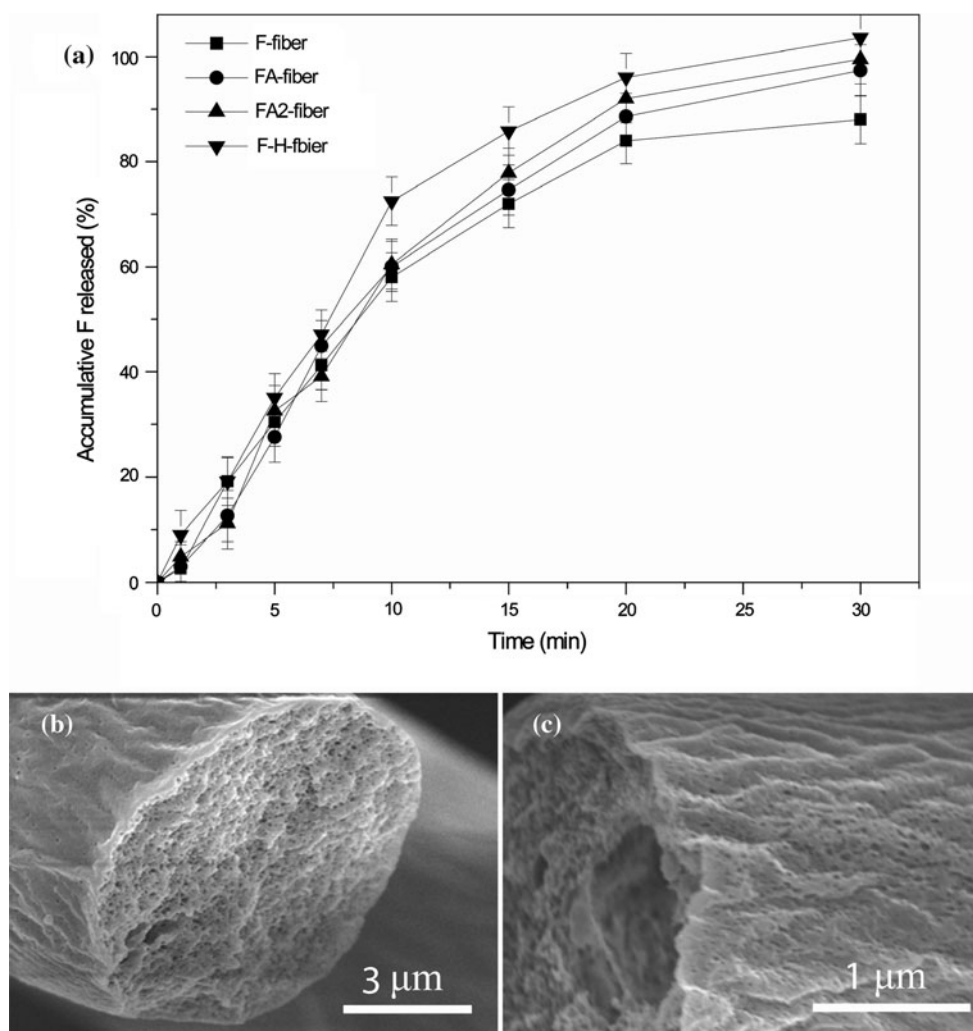 (a)
F-fiber
FA-fiber
FA2-fiber
F-H-fbier
Accumulative F released (%)
100
80
60
40
20
0
0 5 10 15 20 25 30
Time (min)
(b)
3 μm
(c)
1 μm